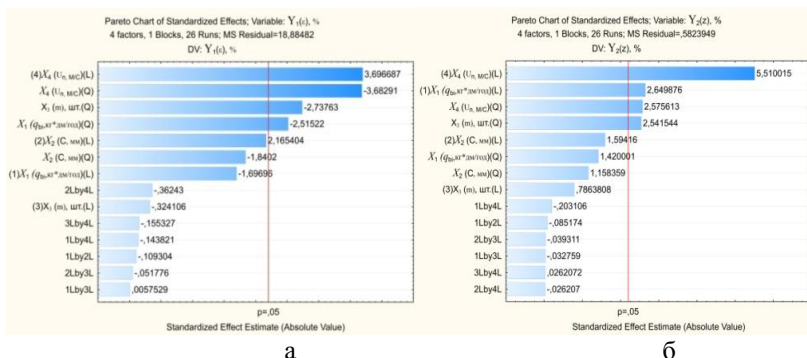 Pareto Chart of Standardized Effects; Variable: Y₁(ε), %
4 factors, 1 Blocks, 26 Runs; MS Residual=18,88482
DV: Y₁(ε), %
(4)X₄ (Uп, М/С)(L) 3,696687
X₄ (Uп, М/С)(Q) -3,68291
X₃ (m), шт.(Q) -2,73763
X₁ (qbi,кг*дм/год)(Q) -2,51522
(2)X₂ (C, мм)(L) 2,165404
X₂ (C, мм)(Q) -1,8402
(1)X₁ (qbi,кг*дм/год)(L) -1,69696
2Lby4L -,36243
(3)X₃ (m), шт.(L) -,324106
3Lby4L -,155327
1Lby4L -,143821
1Lby2L -,109304
2Lby3L -,051776
1Lby3L ,0057529
p=,05
Standardized Effect Estimate (Absolute Value)
а
Pareto Chart of Standardized Effects; Variable: Y₂(z), %
4 factors, 1 Blocks, 26 Runs; MS Residual=,5823949
DV: Y₂(z), %
(4)X₄ (Uп, М/С)(L) 5,510015
(1)X₁ (qbi,кг*дм/год)(L) 2,649876
X₄ (Uп, М/С)(Q) 2,575613
X₃ (m), шт.(Q) 2,541544
(2)X₂ (C, мм)(L) 1,59416
X₁ (qbi,кг*дм/год)(Q) 1,420001
X₂ (C, мм)(Q) 1,158359
(3)X₃ (m), шт.(L) ,7863808
1Lby4L -,203106
1Lby2L -,085174
2Lby3L -,039311
1Lby3L -,032759
3Lby4L ,0262072
2Lby4L -,026207
p=,05
Standardized Effect Estimate (Absolute Value)
б